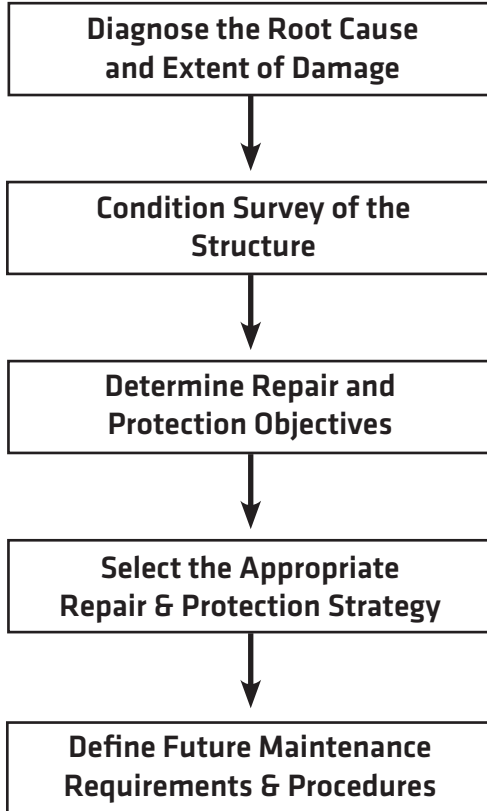 Diagnose the Root Cause
and Extent of Damage
Condition Survey of the
Structure
Determine Repair and
Protection Objectives
Select the Appropriate
Repair & Protection Strategy
Define Future Maintenance
Requirements & Procedures